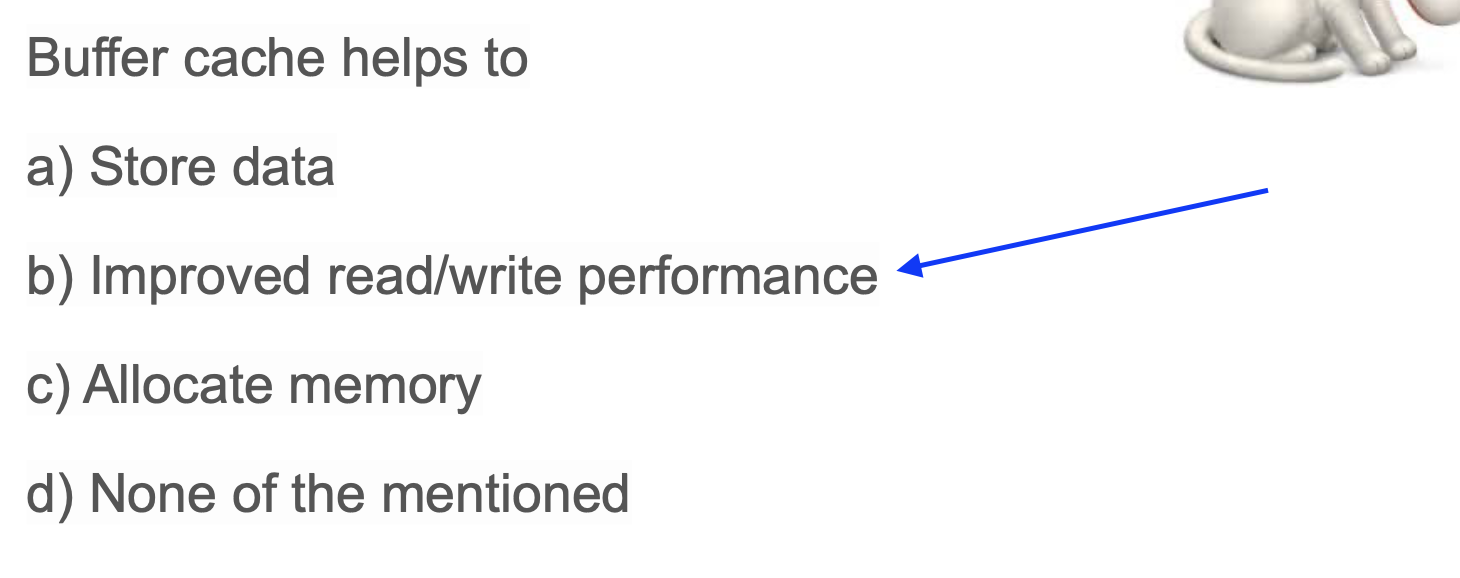 Buffer cache helps to
a) Store data
b) Improved read/write performance
c) Allocate memory
d) None of the mentioned